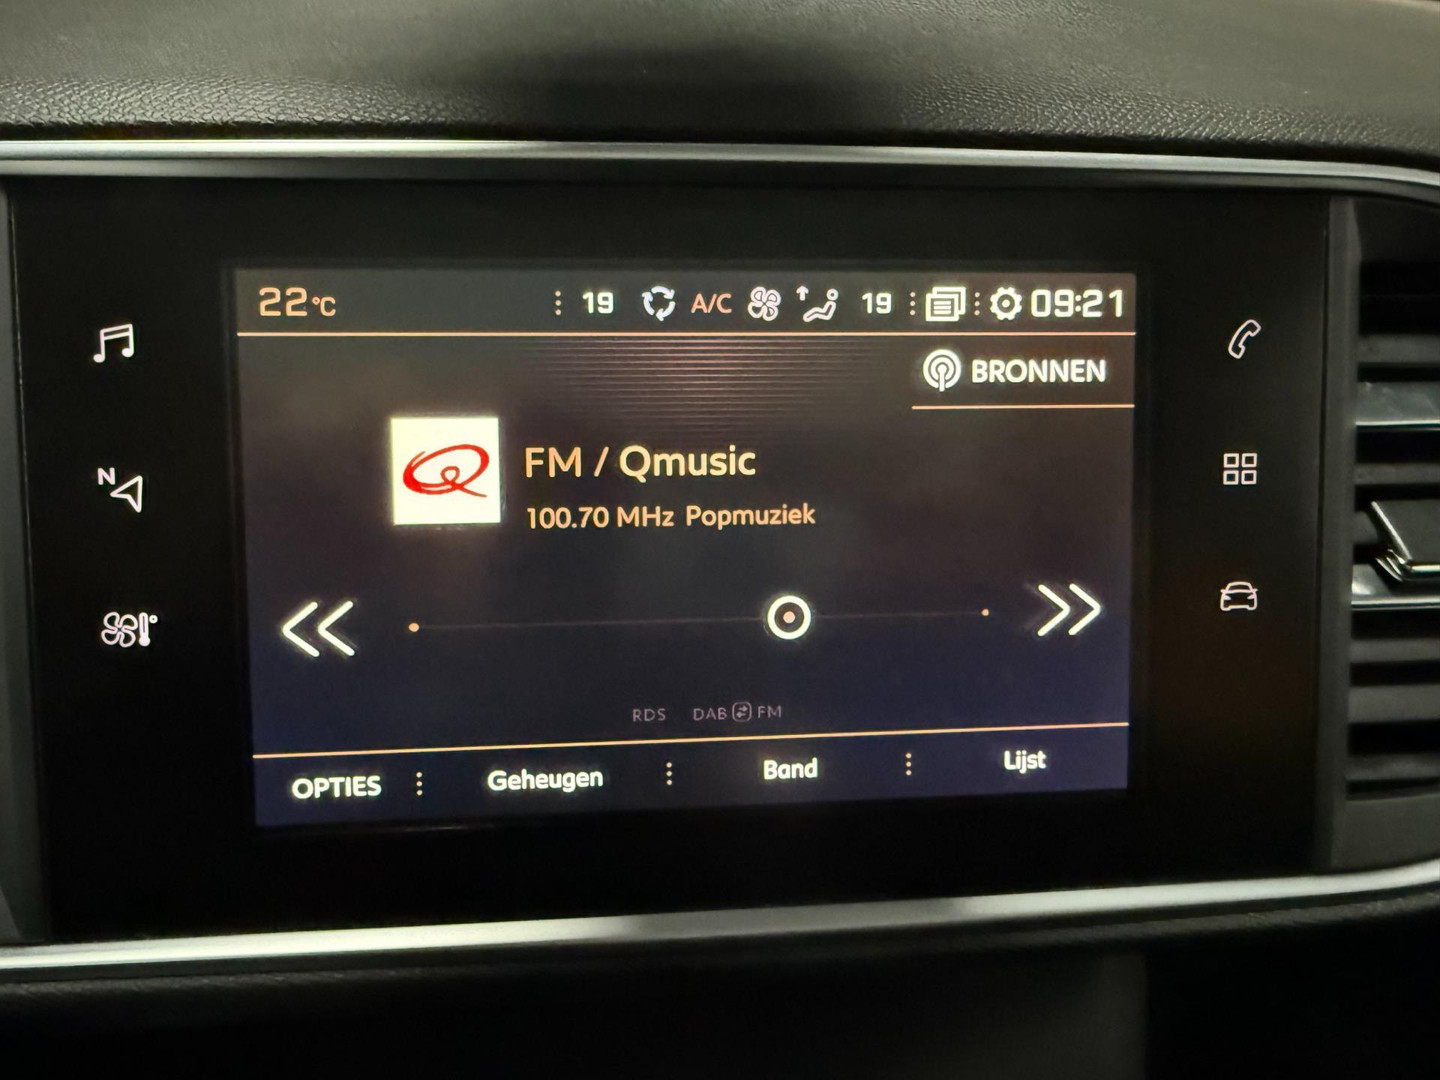 22°C 19 A/C 19 09:21
BRONNEN
FM / Qmusic
100.70 MHz Popmuziek
N
RDS DAB FM
OPTIES Geheugen Band Lijst